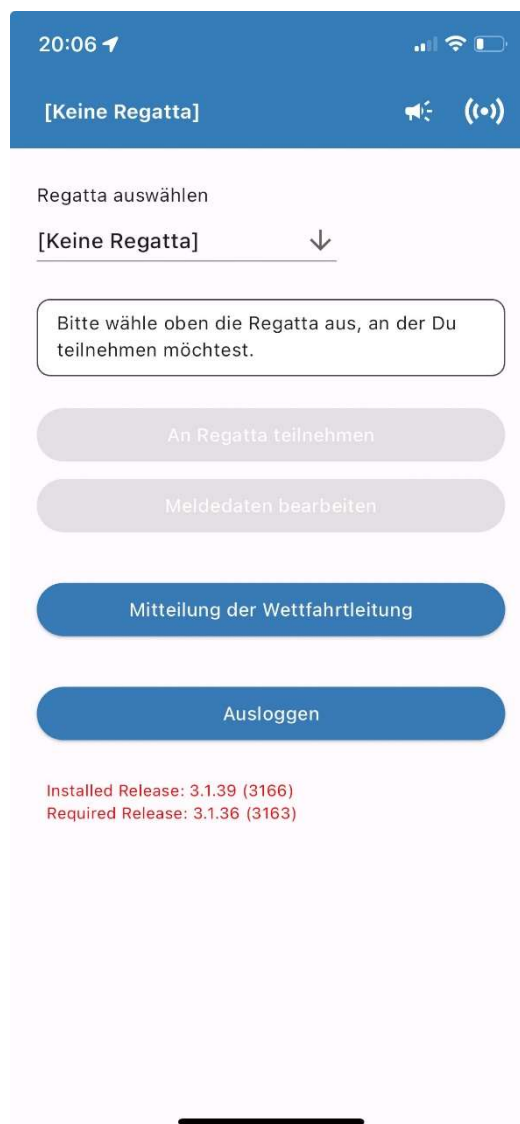 20:06
[Keine Regatta]
Regatta auswählen
[Keine Regatta]
Bitte wähle oben die Regatta aus, an der Du
teilnehmen möchtest.
An Regatta teilnehmen
Meldedaten bearbeiten
Mitteilung der Wettfahrtleitung
Ausloggen
Installed Release: 3.1.39 (3166)
Required Release: 3.1.36 (3163)